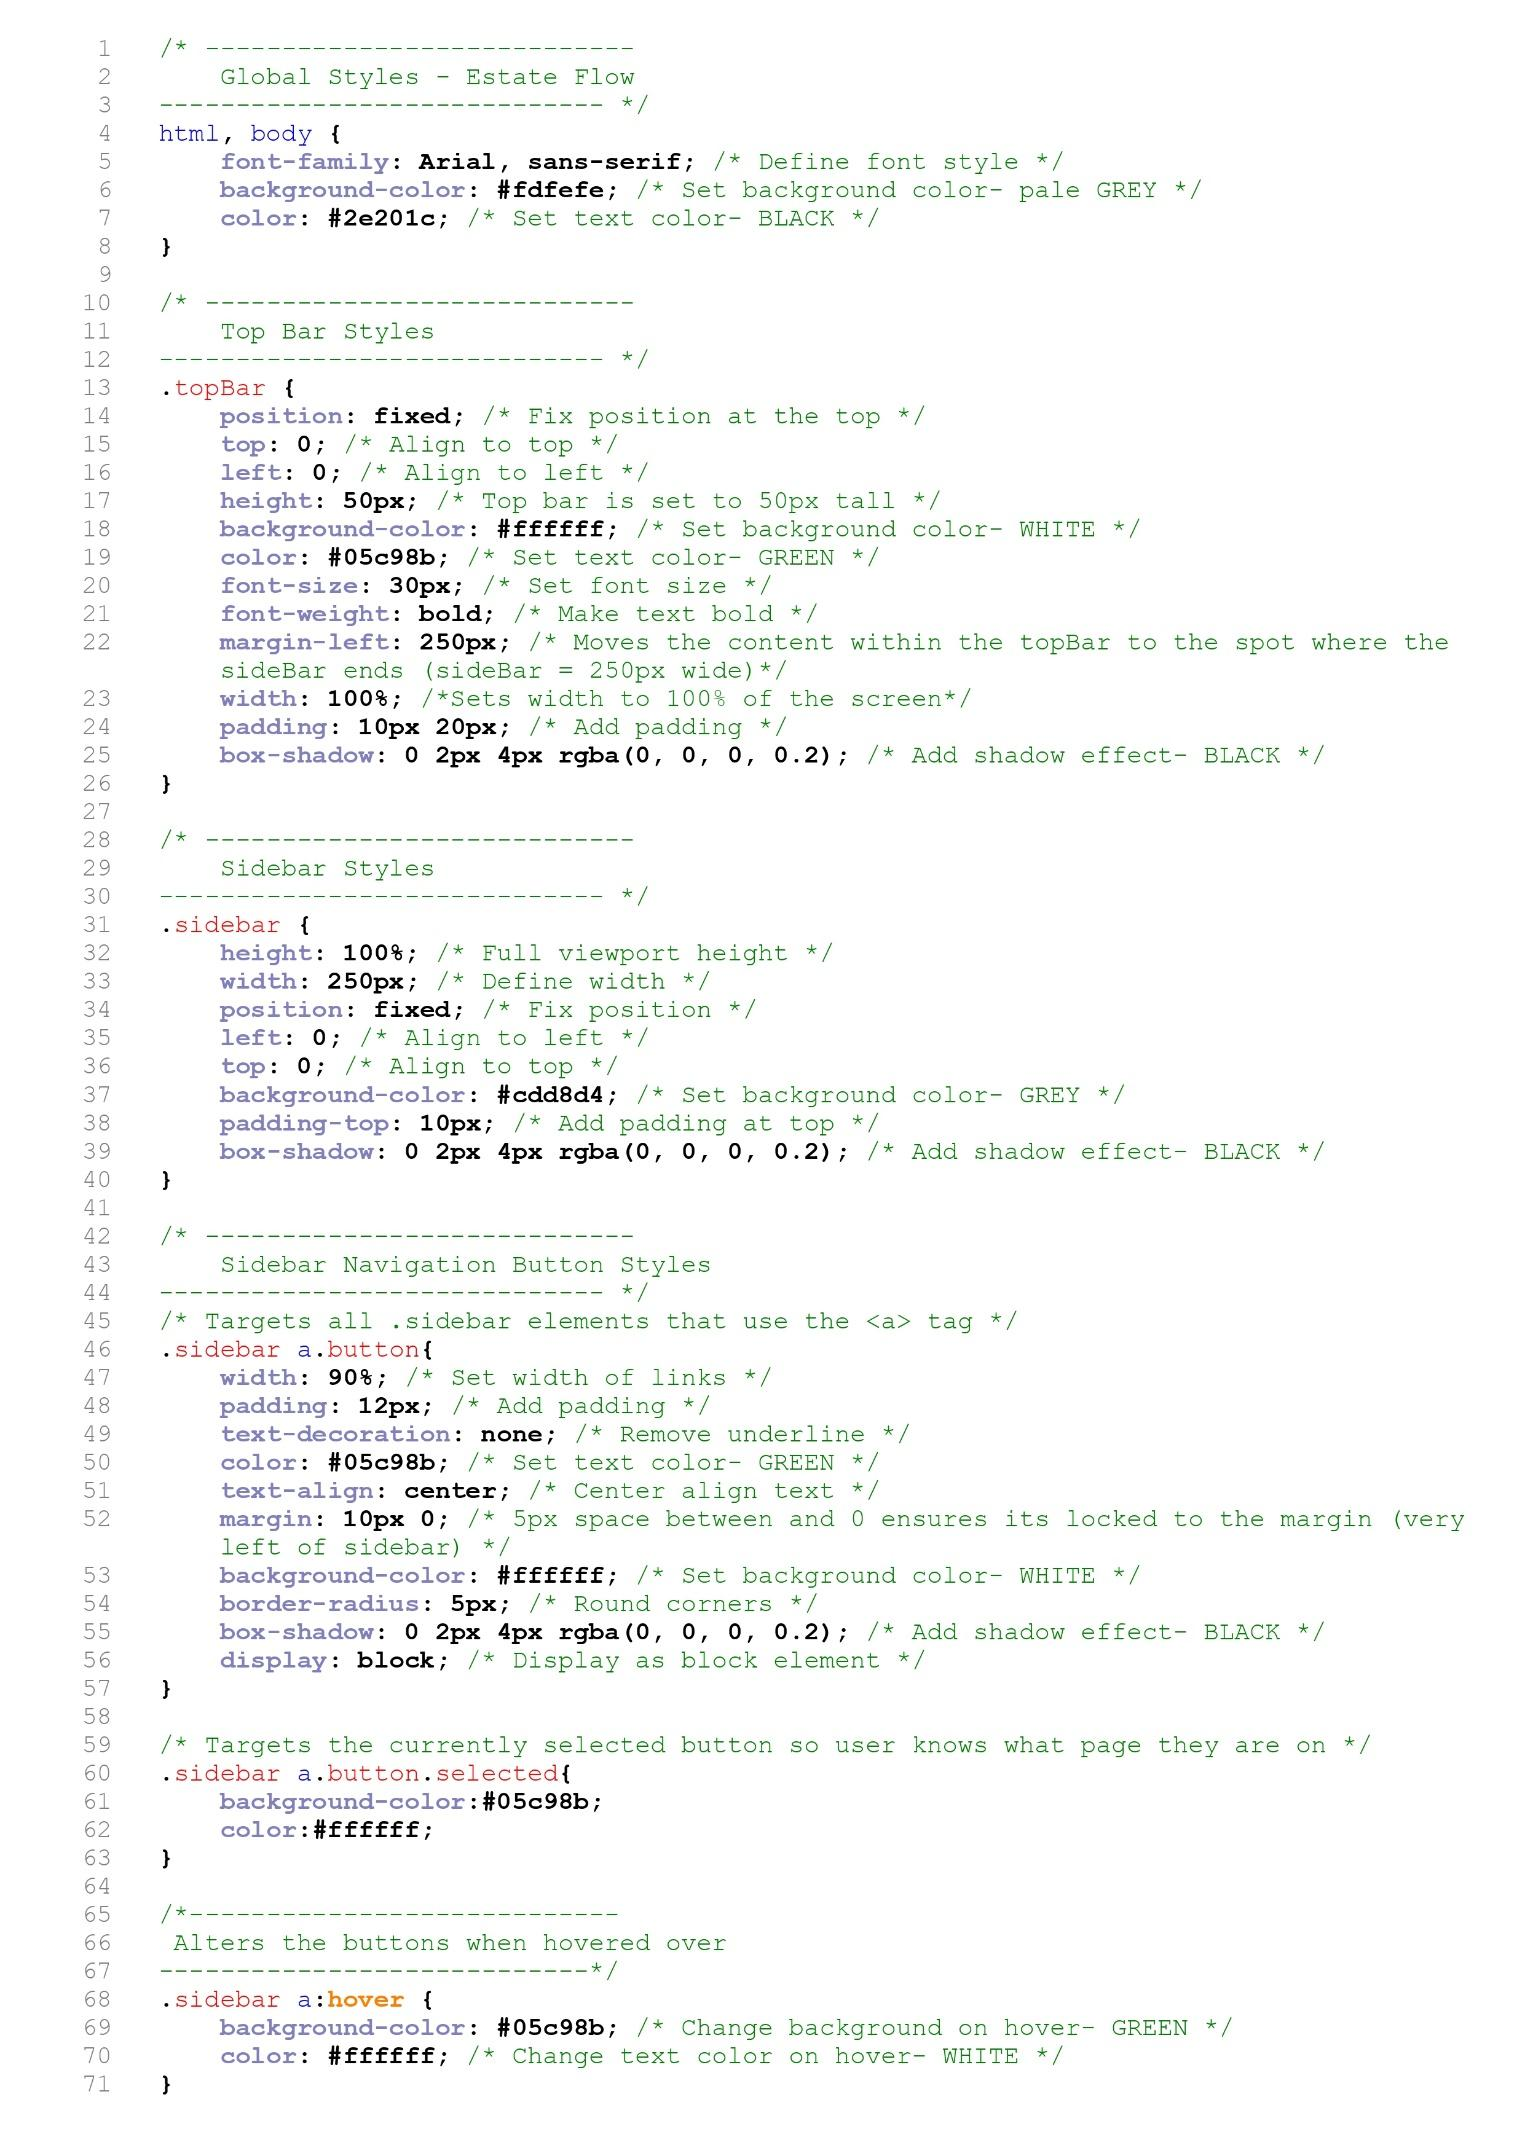 1 /* ----------------------------
2 Global Styles - Estate Flow
3 ----------------------------- */
4 html, body {
5 font-family: Arial, sans-serif; /* Define font style */
6 background-color: #fdfefe; /* Set background color- pale GREY */
7 color: #2e201c; /* Set text color- BLACK */
8 }
9
10 /* ----------------------------
11 Top Bar Styles
12 ----------------------------- */
13 .topBar {
14 position: fixed; /* Fix position at the top */
15 top: 0; /* Align to top */
16 left: 0; /* Align to left */
17 height: 50px; /* Top bar is set to 50px tall */
18 background-color: #ffffff; /* Set background color- WHITE */
19 color: #05c98b; /* Set text color- GREEN */
20 font-size: 30px; /* Set font size */
21 font-weight: bold; /* Make text bold */
22 margin-left: 250px; /* Moves the content within the topBar to the spot where the
sideBar ends (sideBar = 250px wide)*/
23 width: 100%; /*Sets width to 100% of the screen*/
24 padding: 10px 20px; /* Add padding */
25 box-shadow: 0 2px 4px rgba(0, 0, 0, 0.2); /* Add shadow effect- BLACK */
26 }
27
28 /* ----------------------------
29 Sidebar Styles
30 ----------------------------- */
31 .sidebar {
32 height: 100%; /* Full viewport height */
33 width: 250px; /* Define width */
34 position: fixed; /* Fix position */
35 left: 0; /* Align to left */
36 top: 0; /* Align to top */
37 background-color: #cdd8d4; /* Set background color- GREY */
38 padding-top: 10px; /* Add padding at top */
39 box-shadow: 0 2px 4px rgba(0, 0, 0, 0.2); /* Add shadow effect- BLACK */
40 }
41
42 /* ----------------------------
43 Sidebar Navigation Button Styles
44 ----------------------------- */
45 /* Targets all .sidebar elements that use the <a> tag */
46 .sidebar a.button{
47 width: 90%; /* Set width of links */
48 padding: 12px; /* Add padding */
49 text-decoration: none; /* Remove underline */
50 color: #05c98b; /* Set text color- GREEN */
51 text-align: center; /* Center align text */
52 margin: 10px 0; /* 5px space between and 0 ensures its locked to the margin (very
left of sidebar) */
53 background-color: #ffffff; /* Set background color- WHITE */
54 border-radius: 5px; /* Round corners */
55 box-shadow: 0 2px 4px rgba(0, 0, 0, 0.2); /* Add shadow effect- BLACK */
56 display: block; /* Display as block element */
57 }
58
59 /* Targets the currently selected button so user knows what page they are on */
60 .sidebar a.button.selected{
61 background-color:#05c98b;
62 color:#ffffff;
63 }
64
65 /*----------------------------
66 Alters the buttons when hovered over
67 ----------------------------*/
68 .sidebar a:hover {
69 background-color: #05c98b; /* Change background on hover- GREEN */
70 color: #ffffff; /* Change text color on hover- WHITE */
71 }